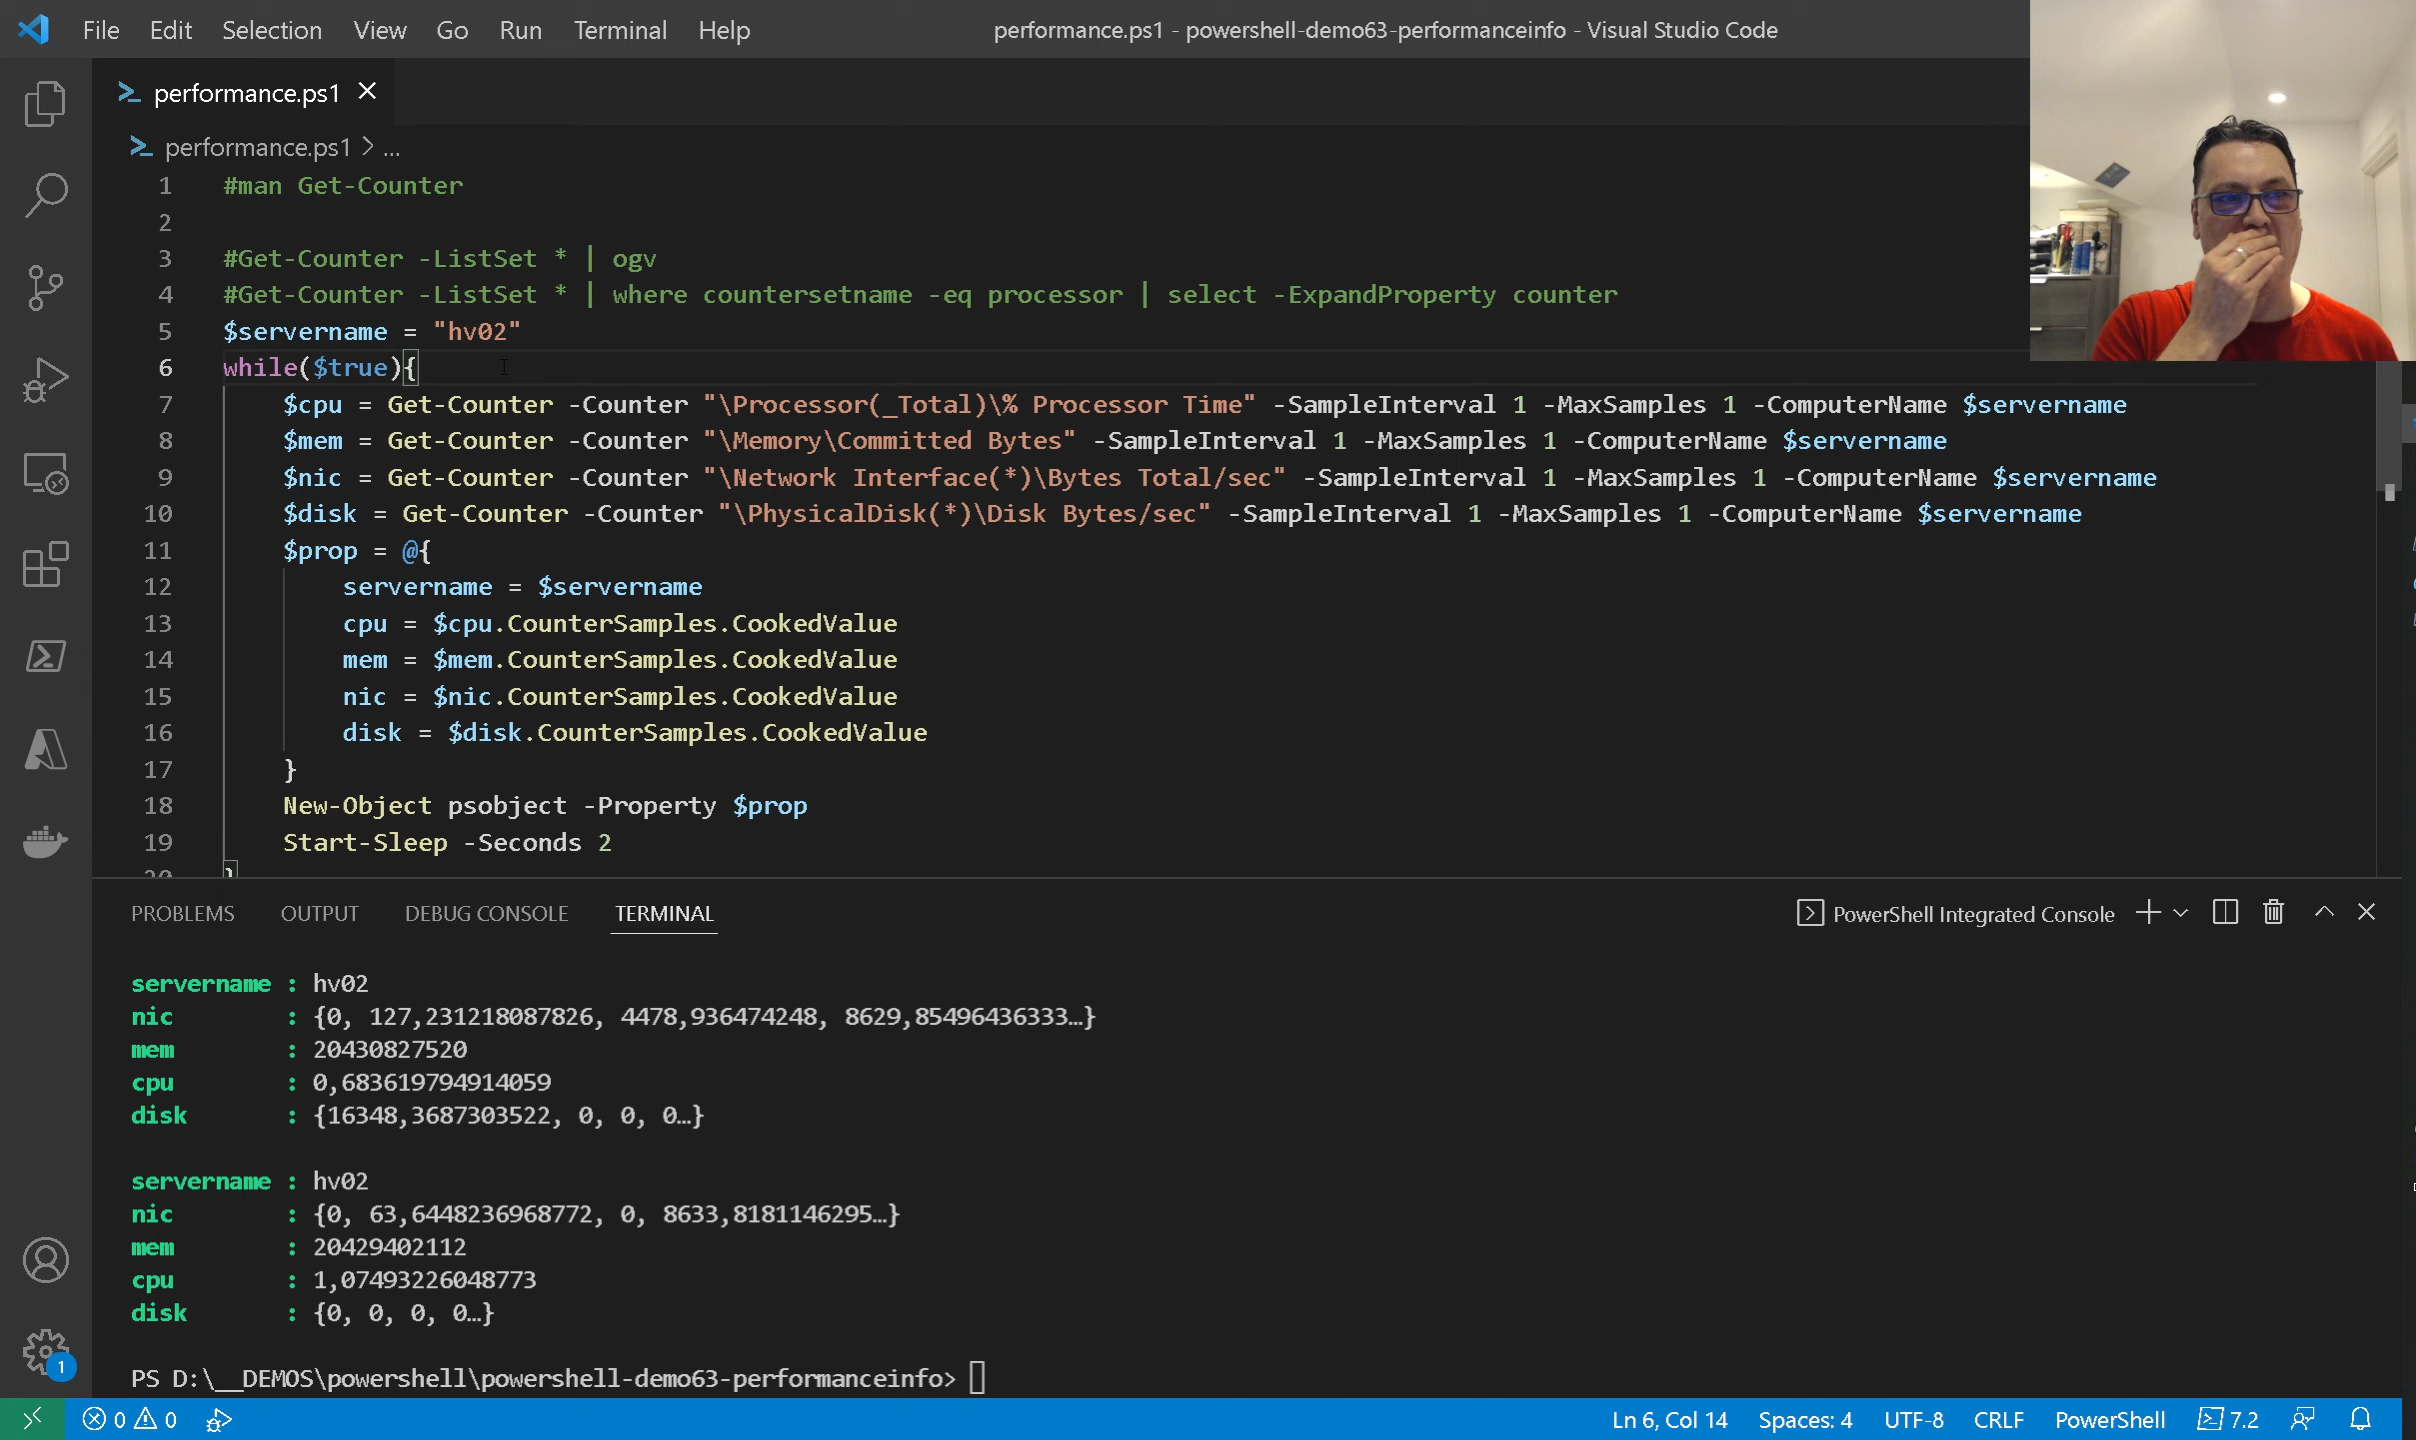 File Edit Selection View Go Run Terminal Help
performance.ps1 - powershell-demo63-performanceinfo - Visual Studio Code
performance.ps1
performance.ps1 > ...
1 #man Get-Counter
2
3 #Get-Counter -ListSet * | ogv
4 #Get-Counter -ListSet * | where countersetname -eq processor | select -ExpandProperty counter
5 $servername = "hv02"
6 while($true){
7 $cpu = Get-Counter -Counter "\Processor(_Total)\% Processor Time" -SampleInterval 1 -MaxSamples 1 -ComputerName $servername
8 $mem = Get-Counter -Counter "\Memory\Committed Bytes" -SampleInterval 1 -MaxSamples 1 -ComputerName $servername
9 $nic = Get-Counter -Counter "\Network Interface(*)\Bytes Total/sec" -SampleInterval 1 -MaxSamples 1 -ComputerName $servername
10 $disk = Get-Counter -Counter "\PhysicalDisk(*)\Disk Bytes/sec" -SampleInterval 1 -MaxSamples 1 -ComputerName $servername
11 $prop = @{
12 servername = $servername
13 cpu = $cpu.CounterSamples.CookedValue
14 mem = $mem.CounterSamples.CookedValue
15 nic = $nic.CounterSamples.CookedValue
16 disk = $disk.CounterSamples.CookedValue
17 }
18 New-Object psobject -Property $prop
19 Start-Sleep -Seconds 2
20 }
PROBLEMS OUTPUT DEBUG CONSOLE TERMINAL PowerShell Integrated Console
servername : hv02
nic : {0, 127,231218087826, 4478,936474248, 8629,85496436333…}
mem : 20430827520
cpu : 0,683619794914059
disk : {16348,3687303522, 0, 0, 0…}
servername : hv02
nic : {0, 63,6448236968772, 0, 8633,8181146295…}
mem : 20429402112
cpu : 1,07493226048773
disk : {0, 0, 0, 0…}
PS D:\__DEMOS\powershell\powershell-demo63-performanceinfo>
1
0 0 Ln 6, Col 14 Spaces: 4 UTF-8 CRLF PowerShell 7.2